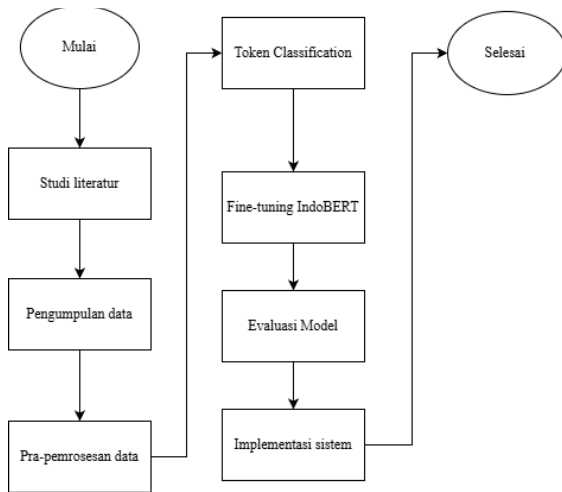 Mulai
Studi literatur
Pengumpulan data
Pra-pemrosesan data
Token Classification
Fine-tuning IndoBERT
Evaluasi Model
Implementasi sistem
Selesai